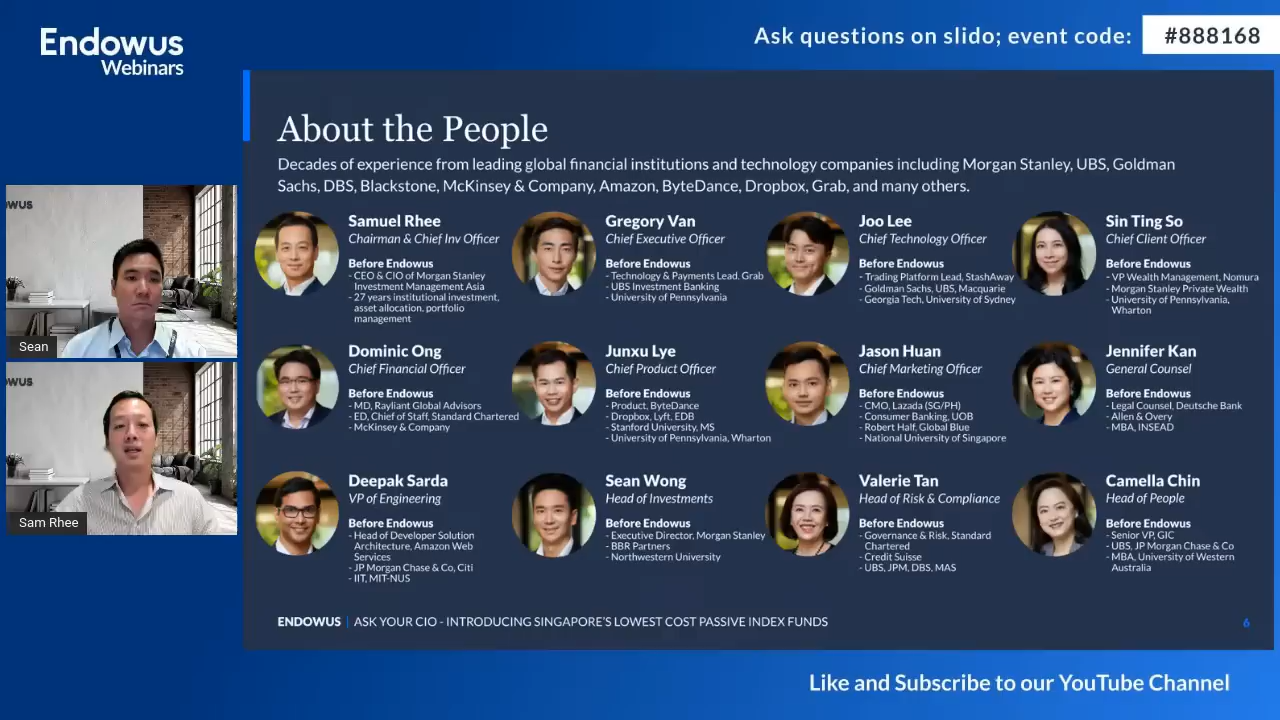 Endowus
Webinars
Ask questions on slido; event code:
#888168
About the People
Decades of experience from leading global financial institutions and technology companies including Morgan Stanley, UBS, Goldman
Sachs, DBS, Blackstone, McKinsey & Company, Amazon, ByteDance, Dropbox, Grab, and many others.
Samuel Rhee
Chairman & Chief Inv Officer
Before Endowus
- CEO & CIO of Morgan Stanley
Investment Management Asia
- 27 years institutional investment,
asset allocation, portfolio
management
Gregory Van
Chief Executive Officer
Before Endowus
- Technology & Payments Lead, Grab
- UBS Investment Banking
- University of Pennsylvania
Joo Lee
Chief Technology Officer
Before Endowus
- Trading Platform Lead, StashAway
- Goldman Sachs, UBS, Macquarie
- Georgia Tech, University of Sydney
Sin Ting So
Chief Client Officer
Before Endowus
- VP Wealth Management, Nomura
- Morgan Stanley Private Wealth
- University of Pennsylvania,
Wharton
Dominic Ong
Chief Financial Officer
Before Endowus
- MD, Rayliant Global Advisors
- ED, Chief of Staff, Standard Chartered
- McKinsey & Company
Junxu Lye
Chief Product Officer
Before Endowus
- Product, ByteDance
- Dropbox, Lyft, EDB
- Stanford University, MS
- University of Pennsylvania, Wharton
Jason Huan
Chief Marketing Officer
Before Endowus
- CMO, Lazada (SG/PH)
- Consumer Banking, UOB
- Robert Half, Global Blue
- National University of Singapore
Jennifer Kan
General Counsel
Before Endowus
- Legal Counsel, Deutsche Bank
- Allen & Overy
- MBA, INSEAD
Deepak Sarda
VP of Engineering
Before Endowus
- Head of Developer Solution
Architecture, Amazon Web
Services
- JP Morgan Chase & Co, Citi
- IIT, MIT-NUS
Sean Wong
Head of Investments
Before Endowus
- Executive Director, Morgan Stanley
- BBR Partners
- Northwestern University
Valerie Tan
Head of Risk & Compliance
Before Endowus
- Governance & Risk, Standard
Chartered
- Credit Suisse
- UBS, JPM, DBS, MAS
Camella Chin
Head of People
Before Endowus
- Senior VP, GIC
- UBS, JP Morgan Chase & Co
- MBA, University of Western
Australia
owus
Sean
owus
Sam Rhee
ENDOWUS | ASK YOUR CIO - INTRODUCING SINGAPORE'S LOWEST COST PASSIVE INDEX FUNDS
6
Like and Subscribe to our YouTube Channel